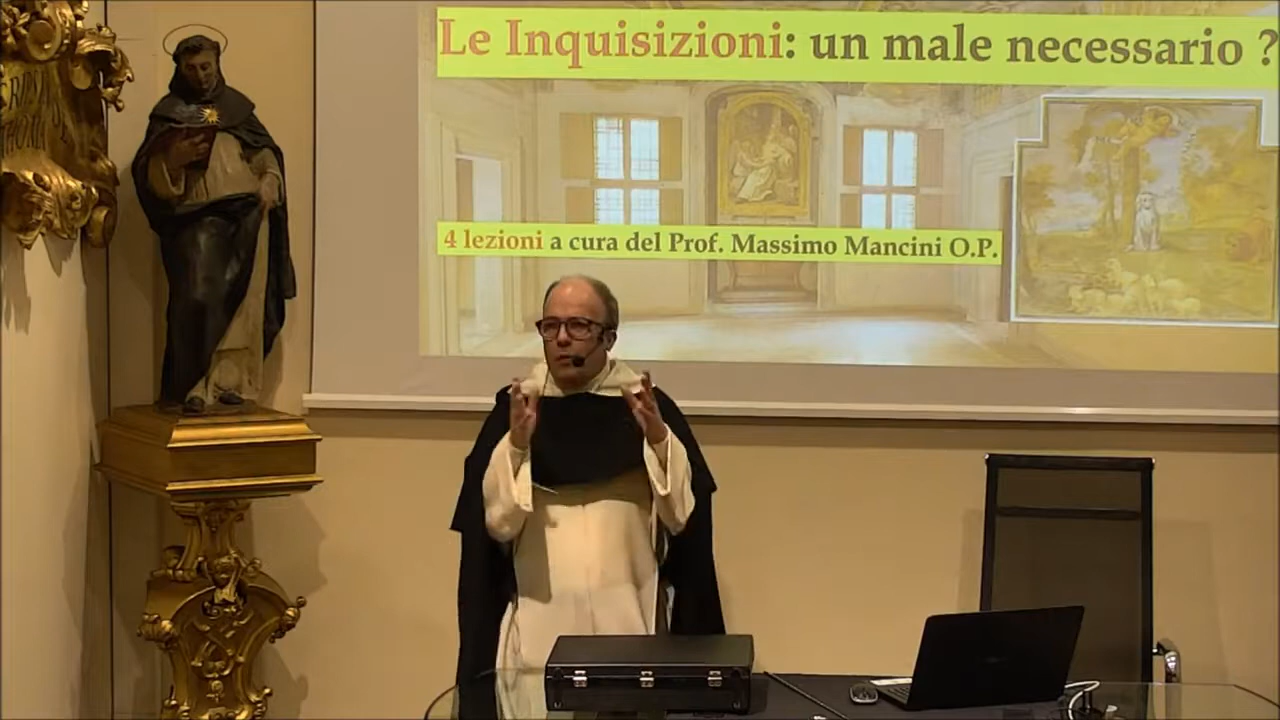 Le Inquisizioni: un male necessario ?
4 lezioni a cura del Prof. Massimo Mancini O.P.